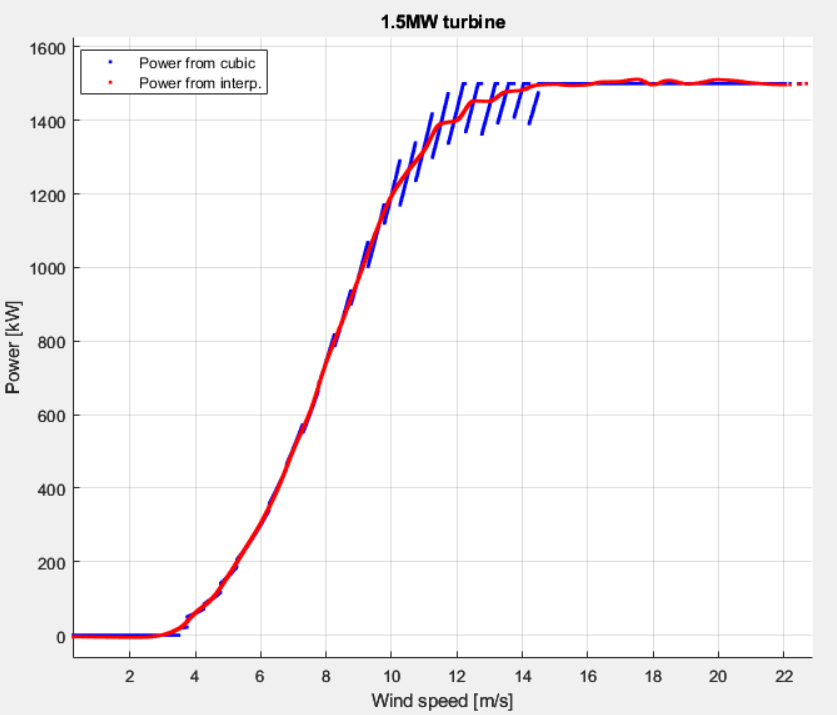 1.5MW turbine
Power from cubic
Power from interp.
1600
1400
1200
1000
800
600
400
200
0
Power [kW]
2 4 6 8 10 12 14 16 18 20 22
Wind speed [m/s]